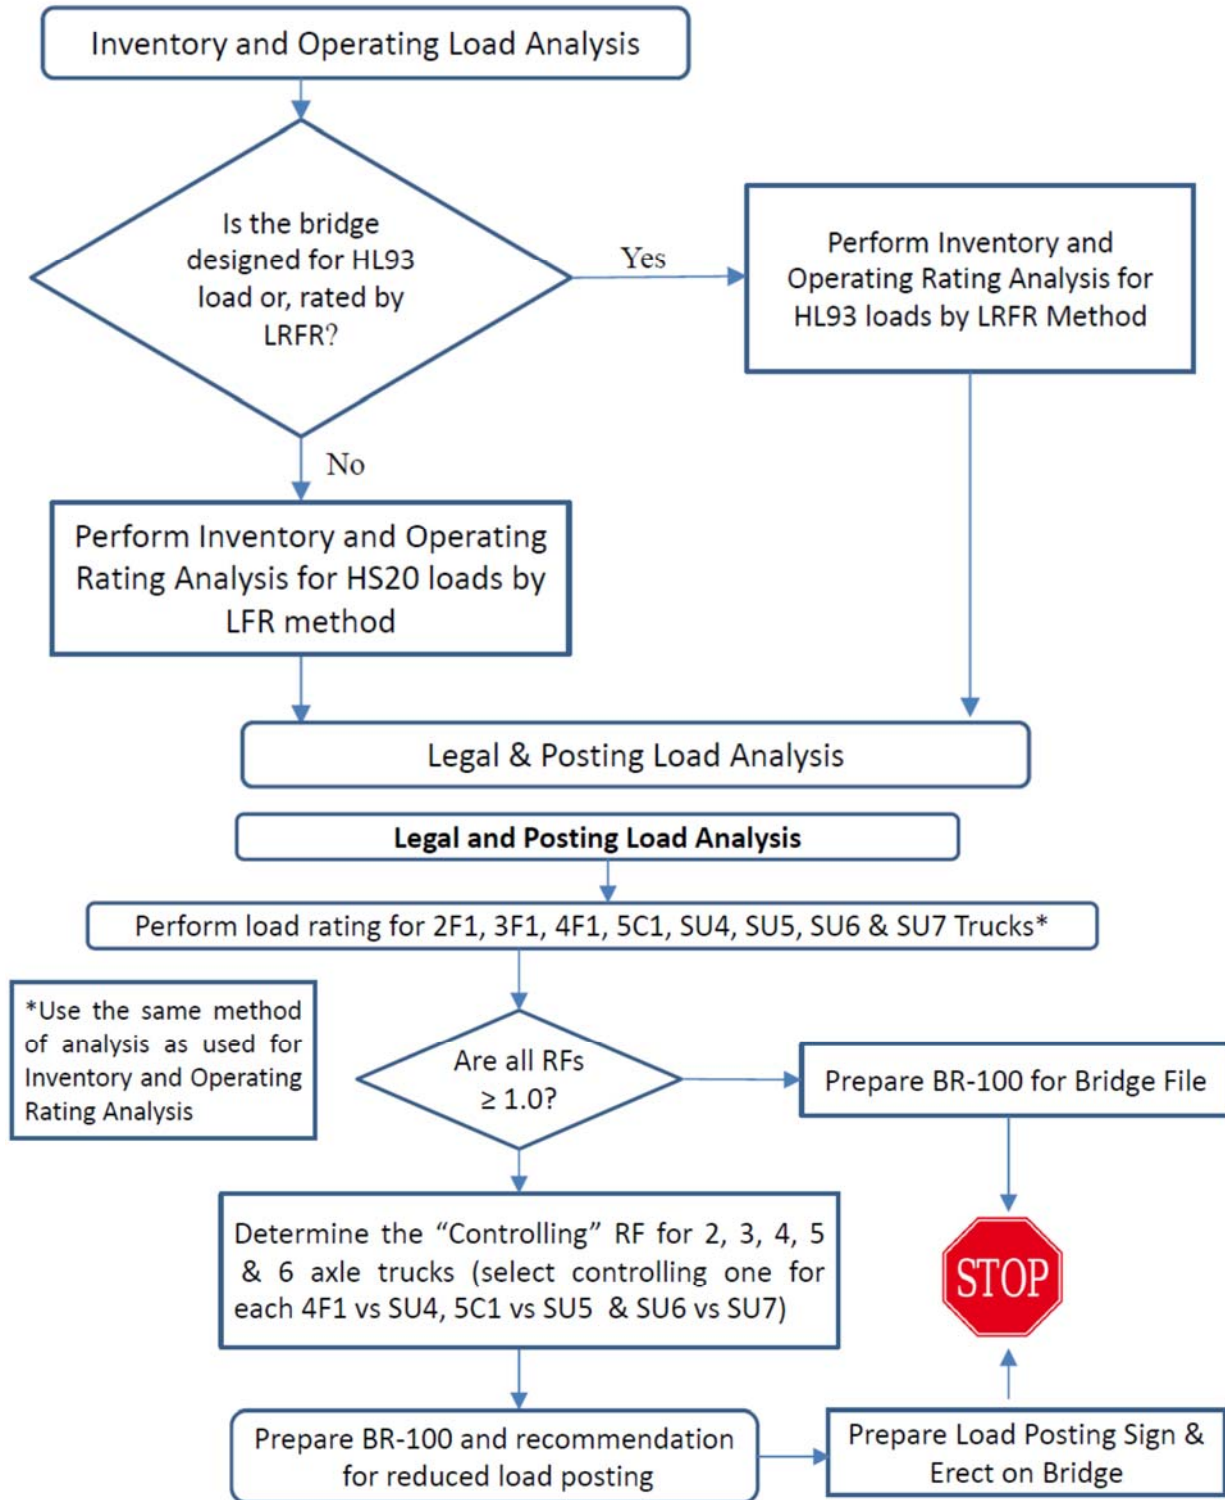 Inventory and Operating Load Analysis
Is the bridge
designed for HL93
load or, rated by
LRFR?
Yes
Perform Inventory and
Operating Rating Analysis for
HL93 loads by LRFR Method
No
Perform Inventory and Operating
Rating Analysis for HS20 loads by
LFR method
Legal & Posting Load Analysis
Legal and Posting Load Analysis
Perform load rating for 2F1, 3F1, 4F1, 5C1, SU4, SU5, SU6 & SU7 Trucks*
*Use the same method
of analysis as used for
Inventory and Operating
Rating Analysis
Are all RFs
≥ 1.0?
Prepare BR-100 for Bridge File
Determine the “Controlling” RF for 2, 3, 4, 5
& 6 axle trucks (select controlling one for
each 4F1 vs SU4, 5C1 vs SU5 & SU6 vs SU7)
STOP
Prepare BR-100 and recommendation
for reduced load posting
Prepare Load Posting Sign &
Erect on Bridge